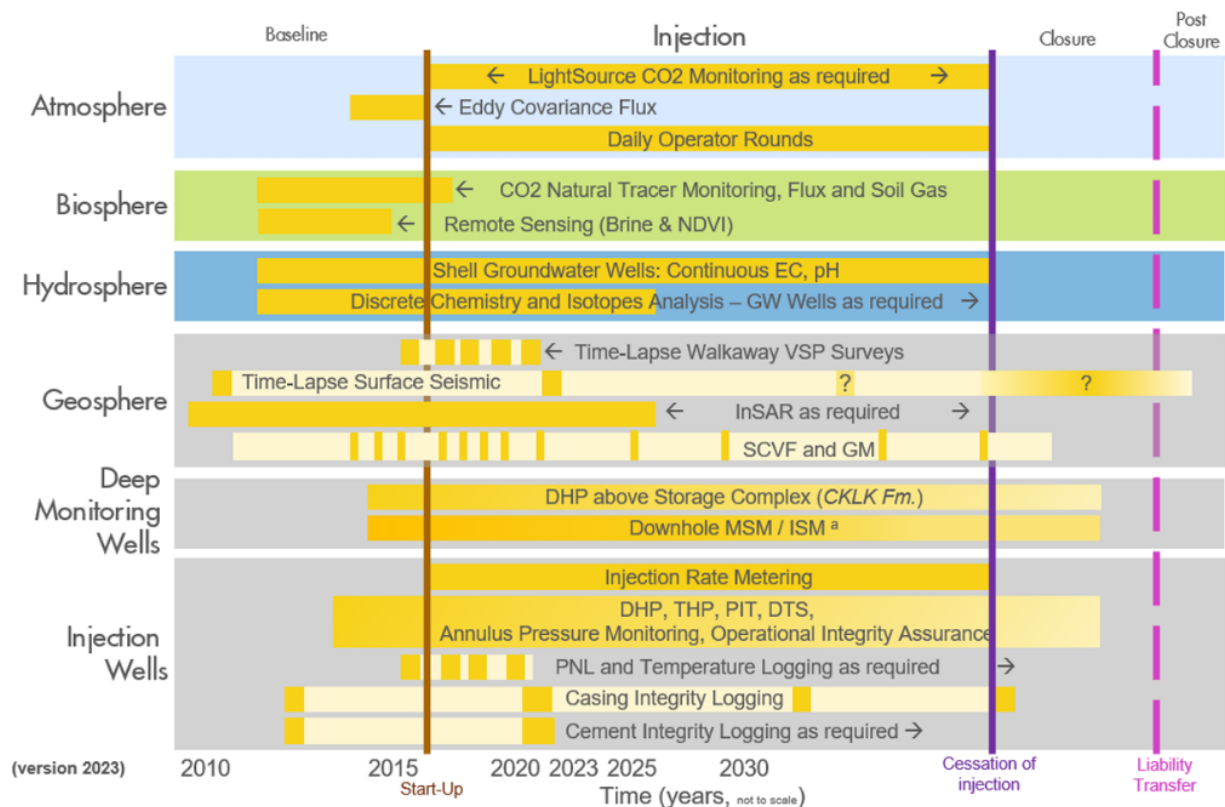 Baseline
Injection
Closure
Post
Closure
Atmosphere
← LightSource CO2 Monitoring as required →
← Eddy Covariance Flux
Daily Operator Rounds
Biosphere
← CO2 Natural Tracer Monitoring, Flux and Soil Gas
← Remote Sensing (Brine & NDVI)
Hydrosphere
Shell Groundwater Wells: Continuous EC, pH
Discrete Chemistry and Isotopes Analysis – GW Wells as required →
Geosphere
← Time-Lapse Walkaway VSP Surveys
Time-Lapse Surface Seismic ? ?
← InSAR as required →
SCVF and GM
Deep
Monitoring
Wells
DHP above Storage Complex (CKLK Fm.)
Downhole MSM / ISM ª
Injection
Wells
Injection Rate Metering
DHP, THP, PIT, DTS,
Annulus Pressure Monitoring, Operational Integrity Assurance
PNL and Temperature Logging as required →
Casing Integrity Logging
Cement Integrity Logging as required →
(version 2023)
2010 2015 2020 2023 2025 2030
Start-Up
Cessation of
injection
Liability
Transfer
Time (years, not to scale)